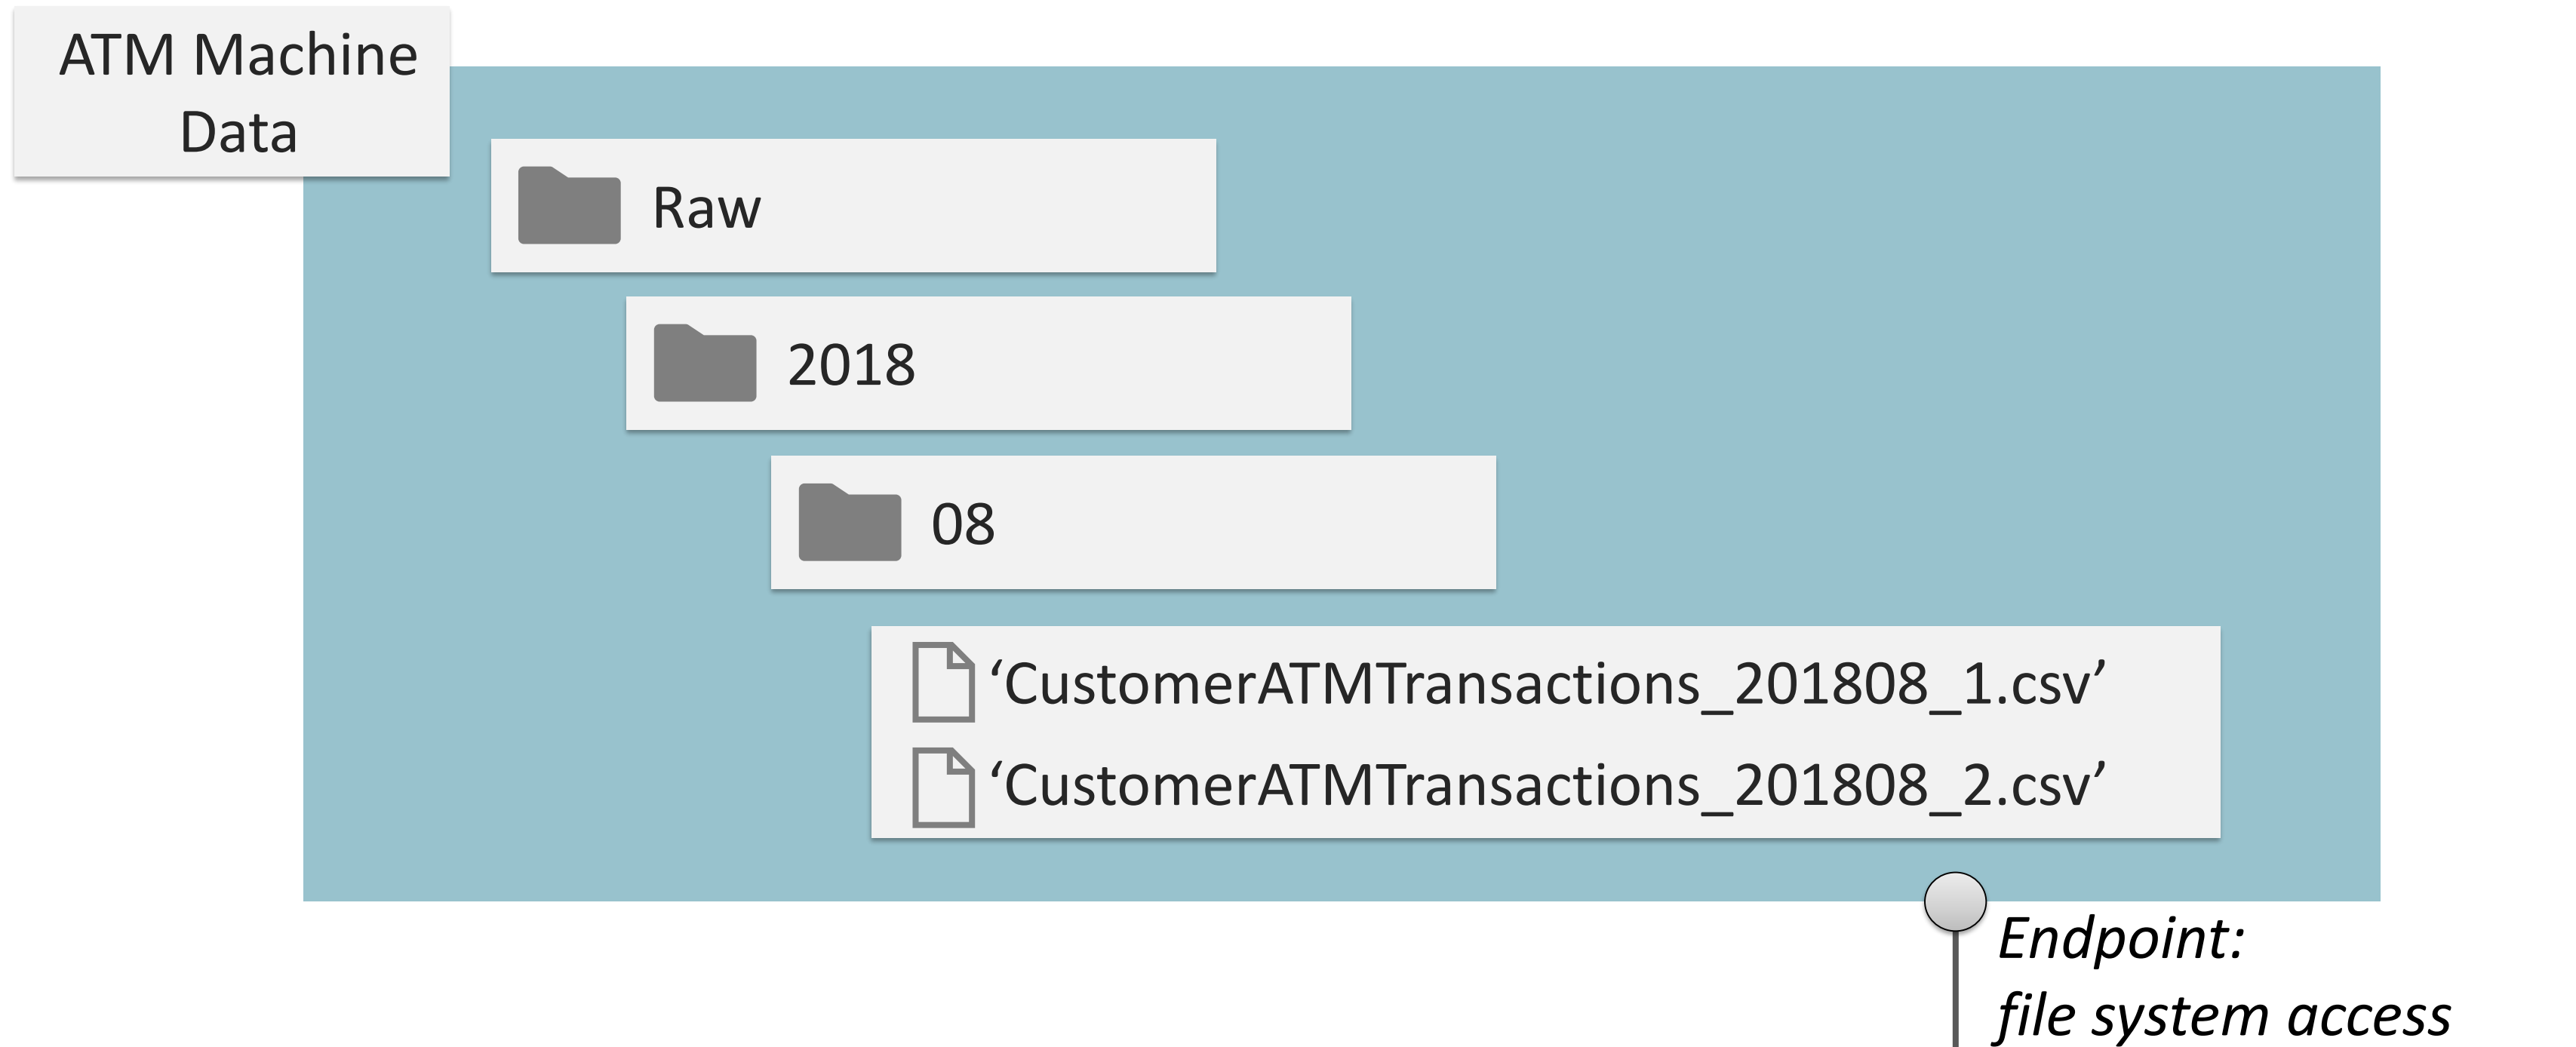 ATM Machine
Data
Raw
2018
08
‘CustomerATMTransactions_201808_1.csv’
‘CustomerATMTransactions_201808_2.csv’
Endpoint:
file system access